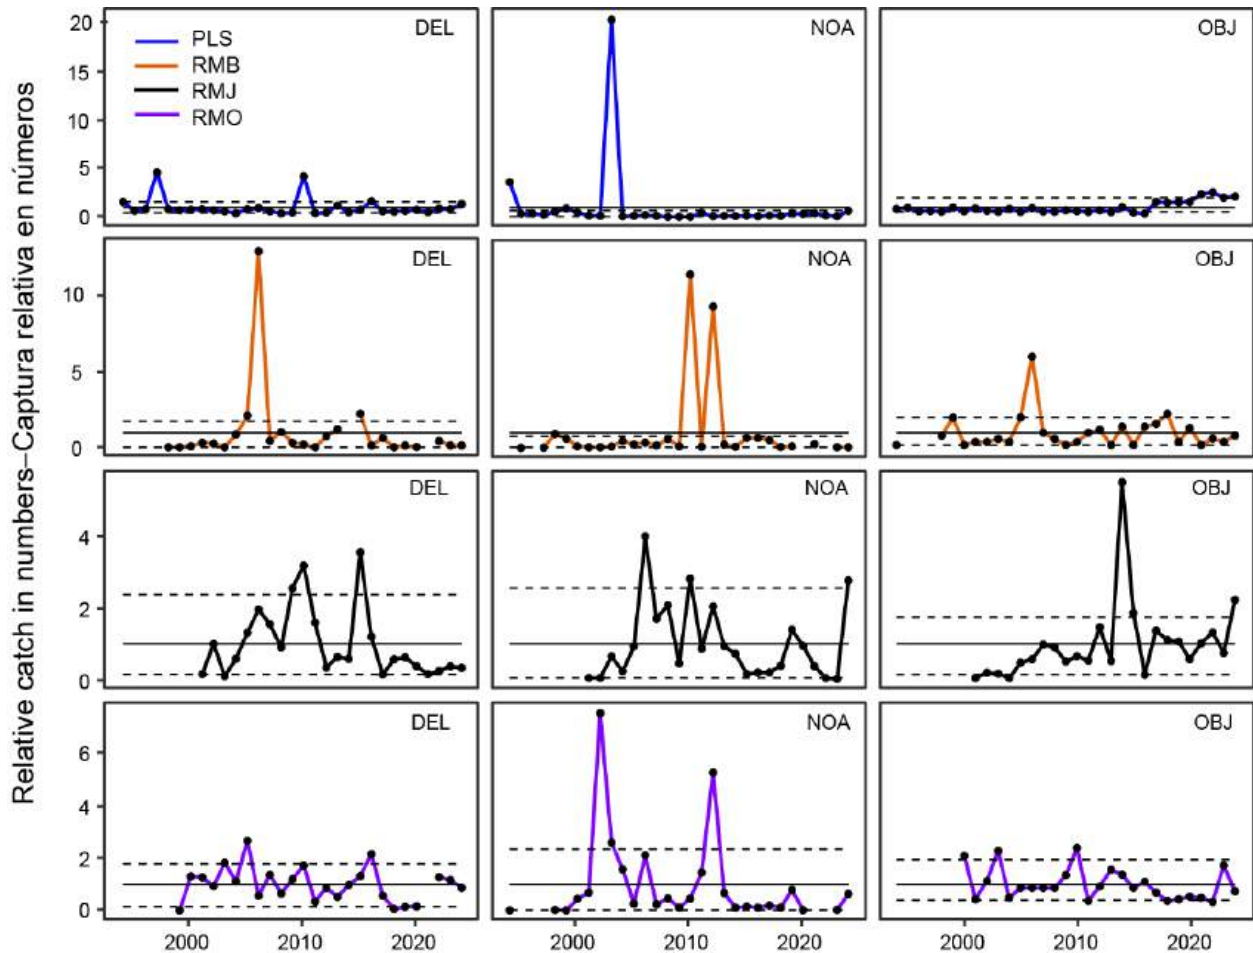 Relative catch in numbers–Captura relativa en números
DEL
NOA
OBJ
PLS
RMB
RMJ
RMO
20
15
10
5
0
DEL
NOA
OBJ
10
5
0
DEL
NOA
OBJ
4
2
0
DEL
NOA
OBJ
6
4
2
0
2000 2010 2020 2000 2010 2020 2000 2010 2020